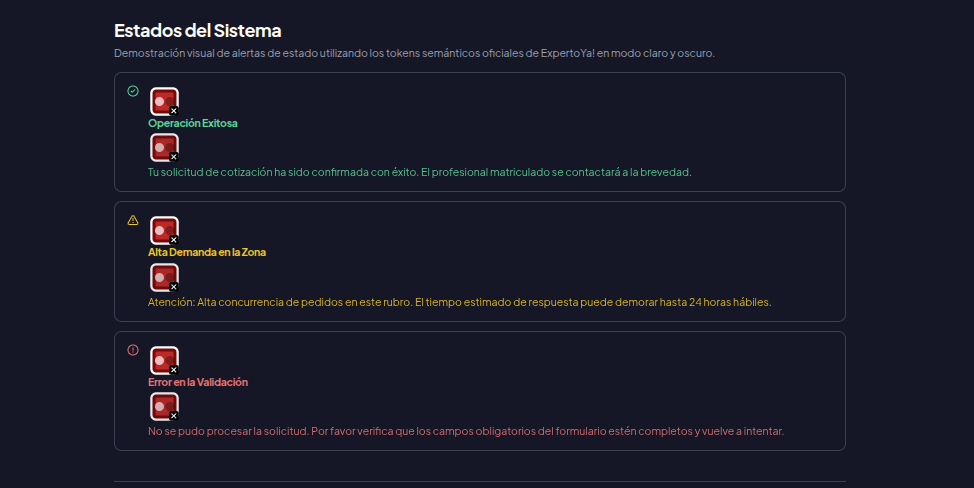 Estados del Sistema
Demostración visual de alertas de estado utilizando los tokens semánticos oficiales de ExpertoYa! en modo claro y oscuro.
Operación Exitosa
Tu solicitud de cotización ha sido confirmada con éxito. El profesional matriculado se contactará a la brevedad.
Alta Demanda en la Zona
Atención: Alta concurrencia de pedidos en este rubro. El tiempo estimado de respuesta puede demorar hasta 24 horas hábiles.
Error en la Validación
No se pudo procesar la solicitud. Por favor verifica que los campos obligatorios del formulario estén completos y vuelve a intentar.